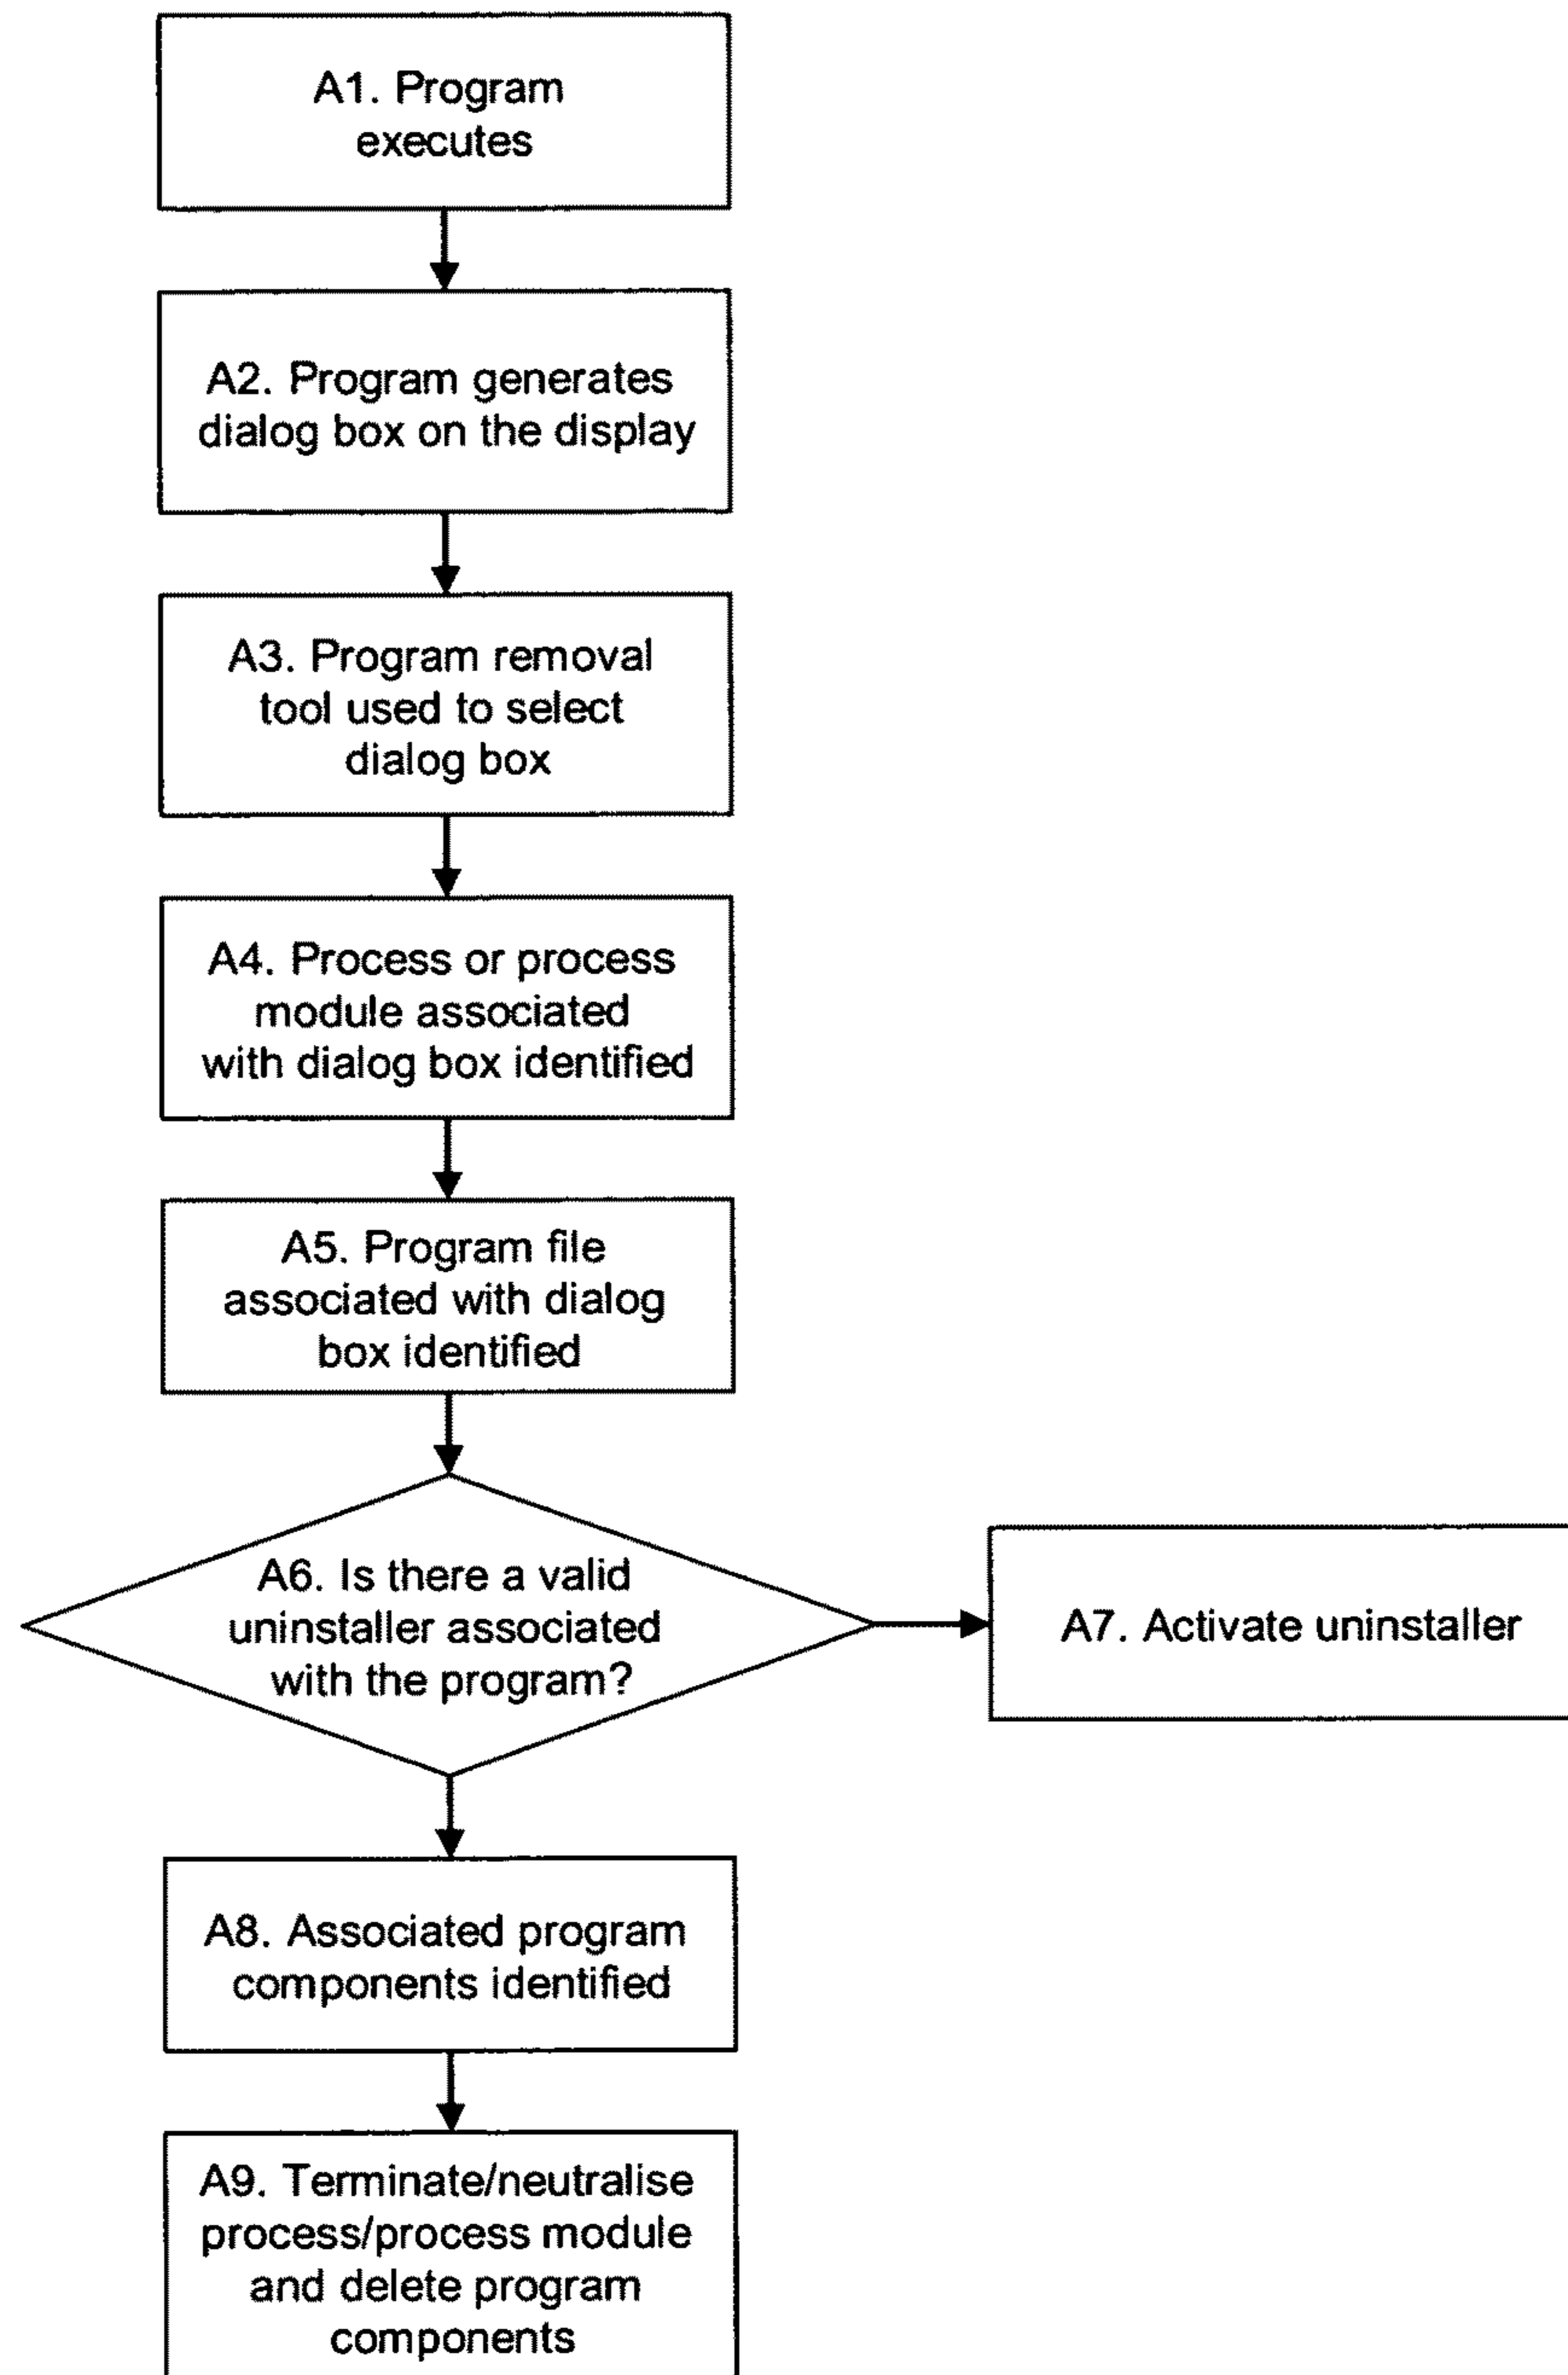 A1. Program
executes
A2. Program generates
dialog box on the display
A3. Program removal
tool used to select
dialog box
A4. Process or process
module associated
with dialog box identified
A5. Program file
associated with dialog
box identified
A6. Is there a valid
uninstaller associated
with the program?
A7. Activate uninstaller
A8. Associated program
components identified
A9. Terminate/neutralise
process/process module
and delete program
components